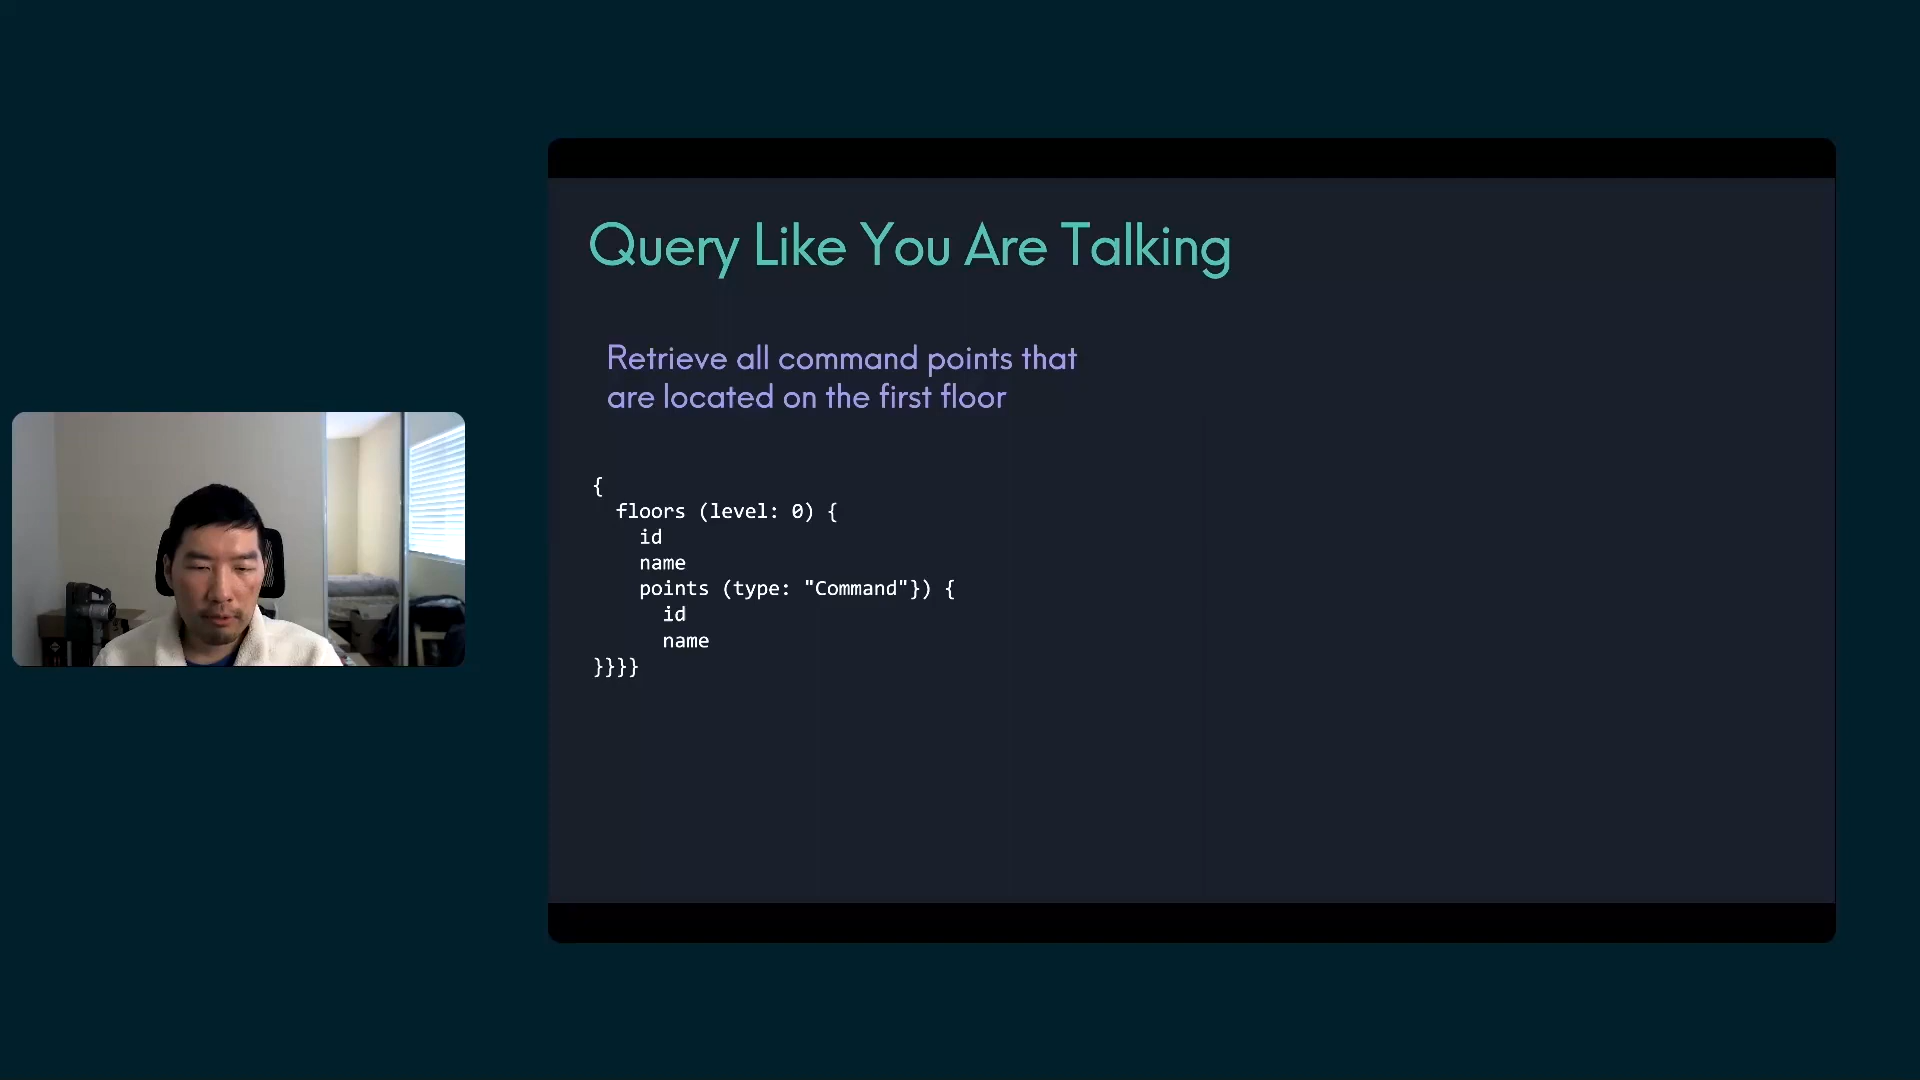 Query Like You Are Talking
Retrieve all command points that
are located on the first floor
{
  floors (level: 0) {
    id
    name
    points (type: "Command"}) {
      id
      name
}}}}